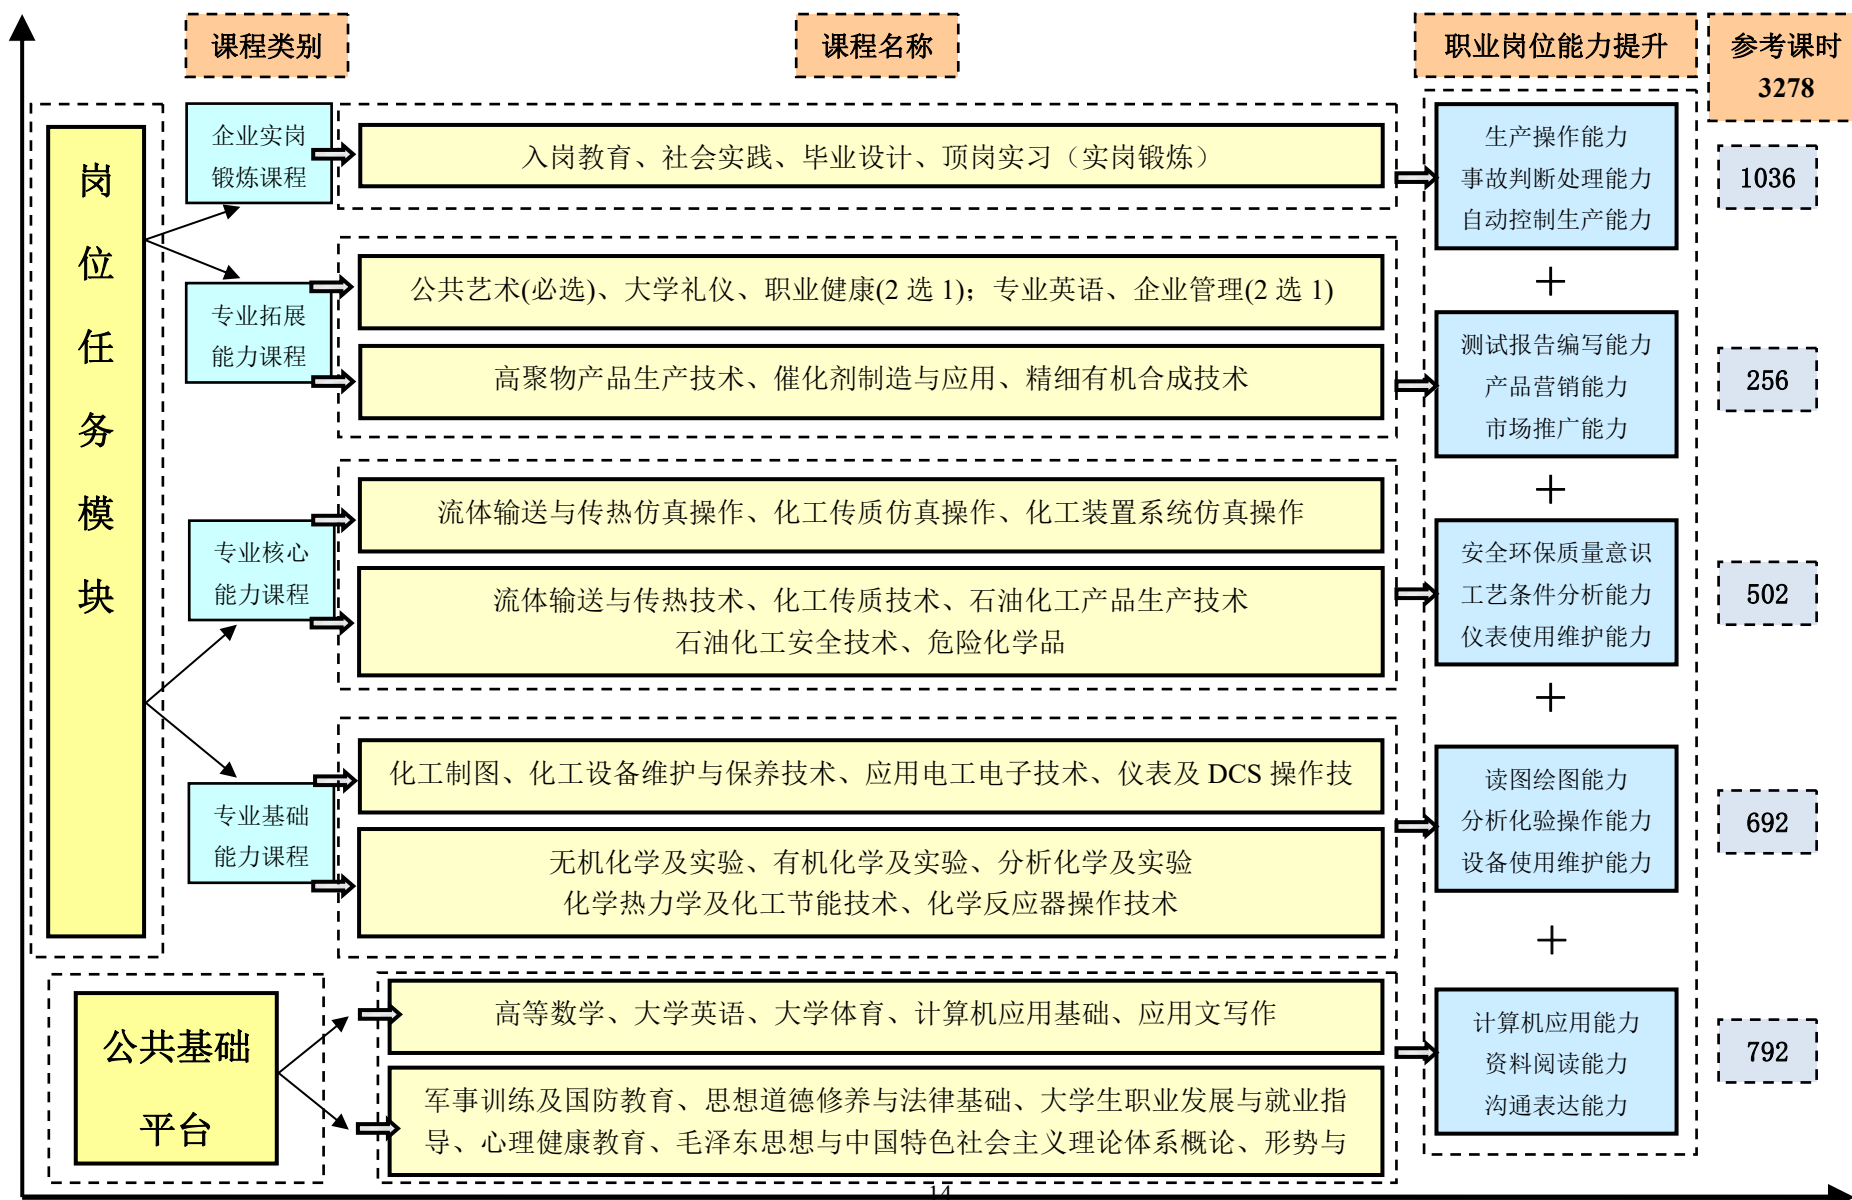 课程类别
课程名称
职业岗位能力提升
参考课时
3278
岗
位
任
务
模
块
企业实岗
锻炼课程
入岗教育、社会实践、毕业设计、顶岗实习（实岗锻炼）
生产操作能力
事故判断处理能力
自动控制生产能力
1036
+
专业拓展
能力课程
公共艺术(必选)、大学礼仪、职业健康(2 选 1)；专业英语、企业管理(2 选 1)
高聚物产品生产技术、催化剂制造与应用、精细有机合成技术
测试报告编写能力
产品营销能力
市场推广能力
256
+
专业核心
能力课程
流体输送与传热仿真操作、化工传质仿真操作、化工装置系统仿真操作
流体输送与传热技术、化工传质技术、石油化工产品生产技术
石油化工安全技术、危险化学品
安全环保质量意识
工艺条件分析能力
仪表使用维护能力
502
+
专业基础
能力课程
化工制图、化工设备维护与保养技术、应用电工电子技术、仪表及 DCS 操作技
无机化学及实验、有机化学及实验、分析化学及实验
化学热力学及化工节能技术、化学反应器操作技术
读图绘图能力
分析化验操作能力
设备使用维护能力
692
+
公共基础
平台
高等数学、大学英语、大学体育、计算机应用基础、应用文写作
军事训练及国防教育、思想道德修养与法律基础、大学生职业发展与就业指
导、心理健康教育、毛泽东思想与中国特色社会主义理论体系概论、形势与
计算机应用能力
资料阅读能力
沟通表达能力
792
14